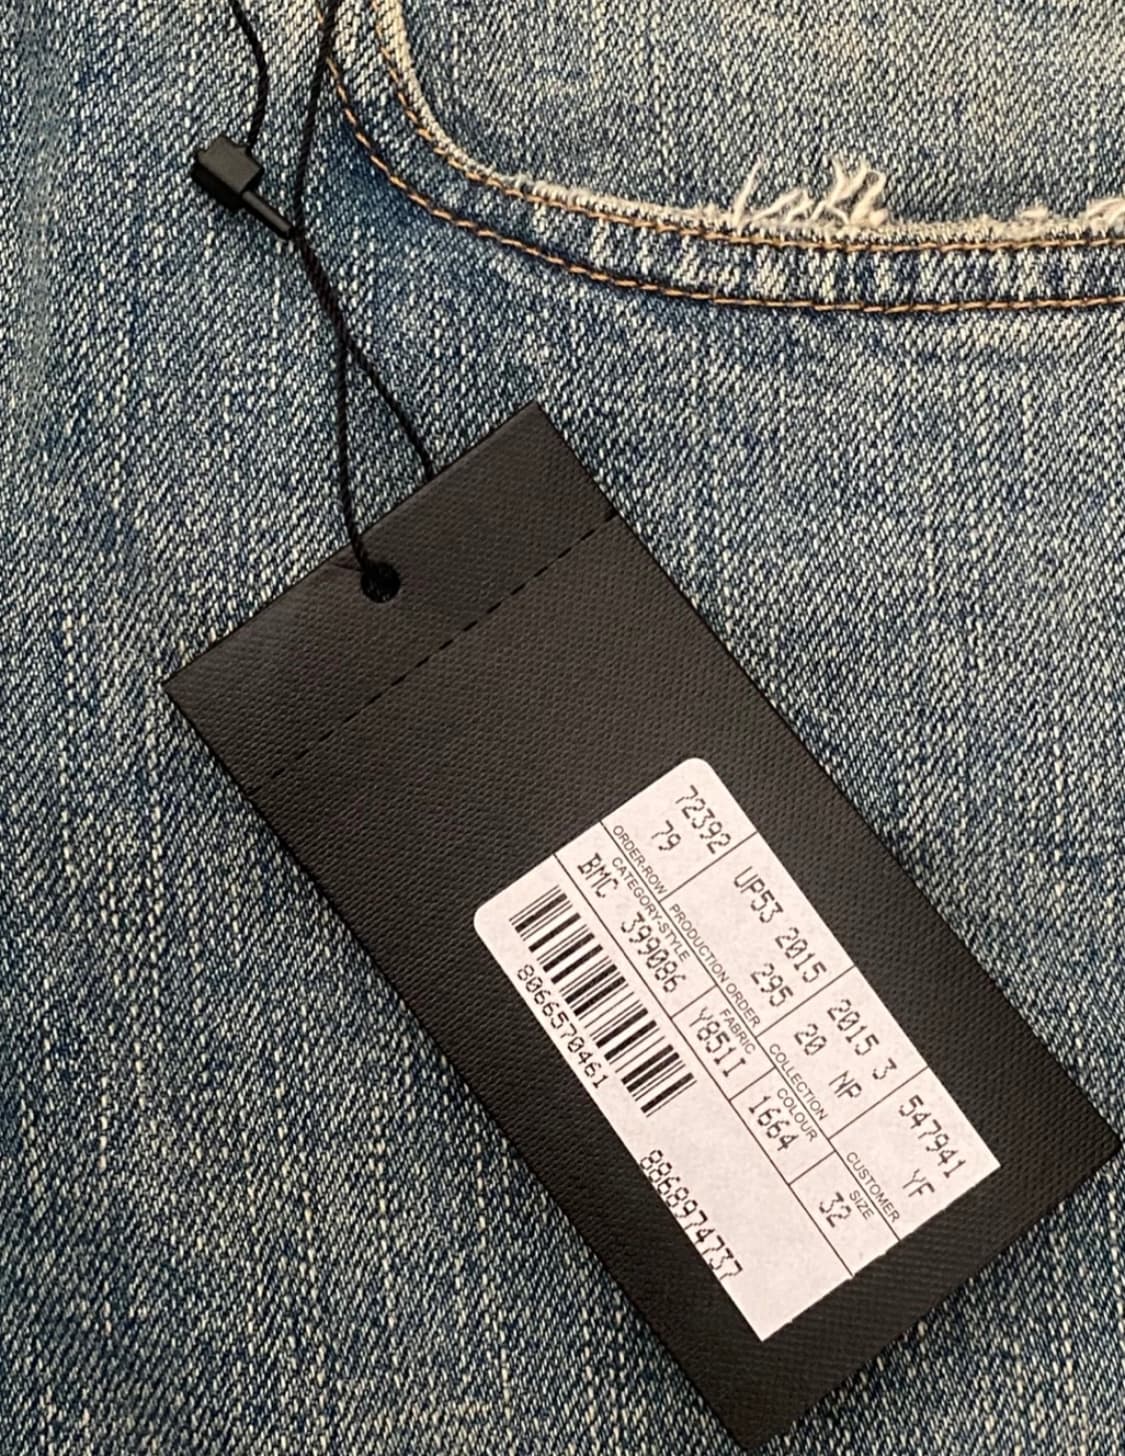 72392 UP53 2015 2015 3 547941
79 295 20 NP YF
ORDER-ROW PRODUCTION ORDER COLLECTION CUSTOMER
CATEGORY-STYLE FABRIC COLOUR SIZE
BMC 399086 Y851I 1664 32
8066570461 8868974737